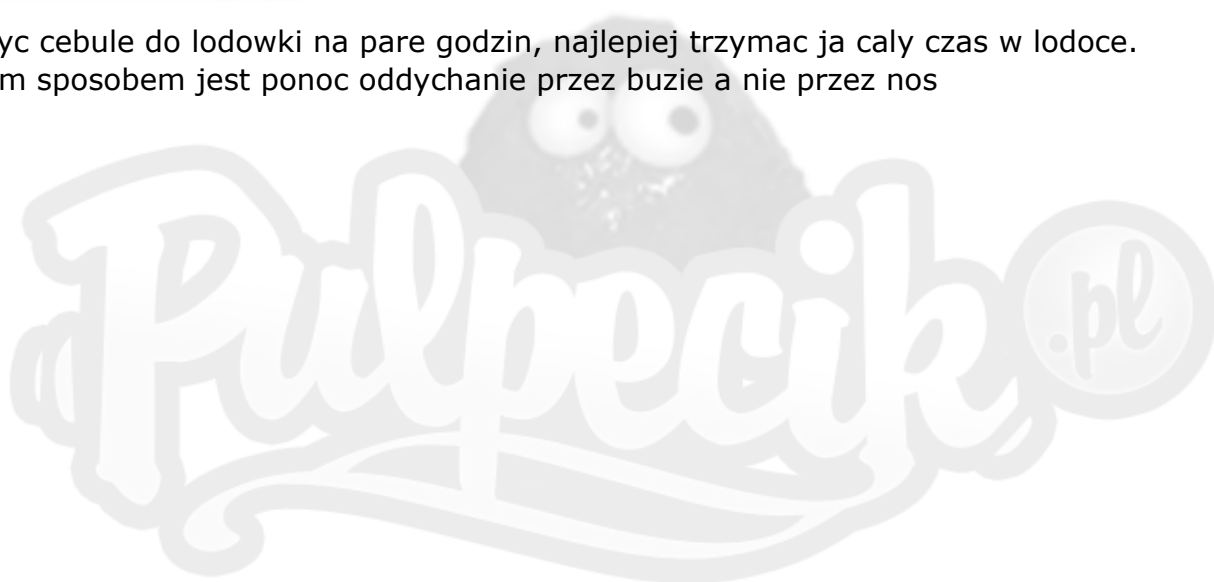 yc cebule do lodowki na pare godzin, najlepiej trzymac ja caly czas w lodoce.
m sposobem jest ponoc oddychanie przez buzie a nie przez nos
Pulpecik.pl